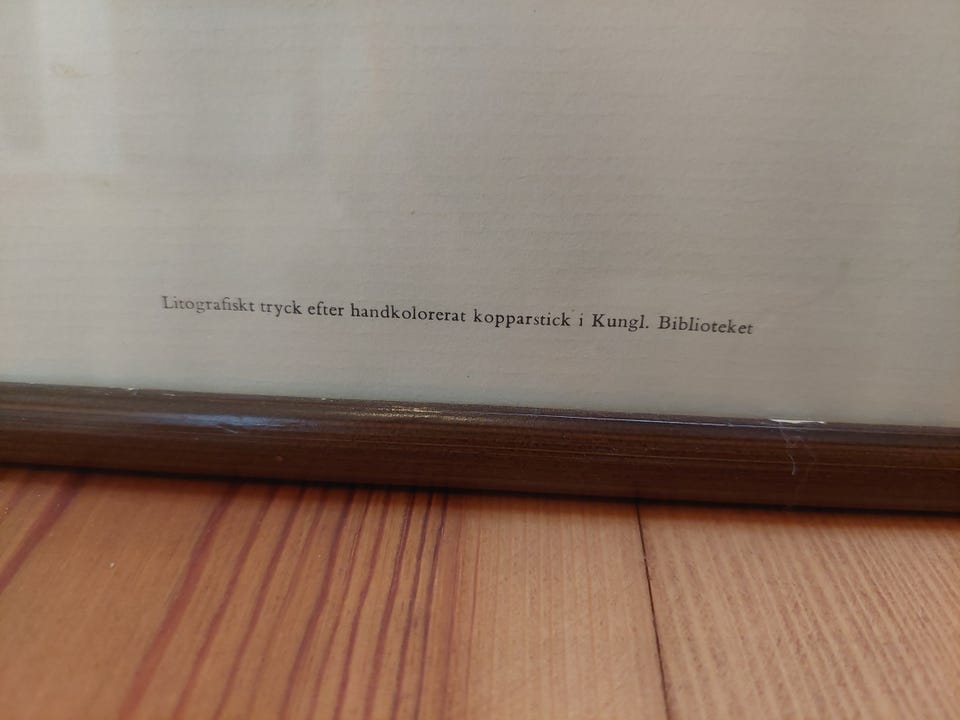 Litografiskt tryck efter handkolorerat kopparstick i Kungl. Biblioteket